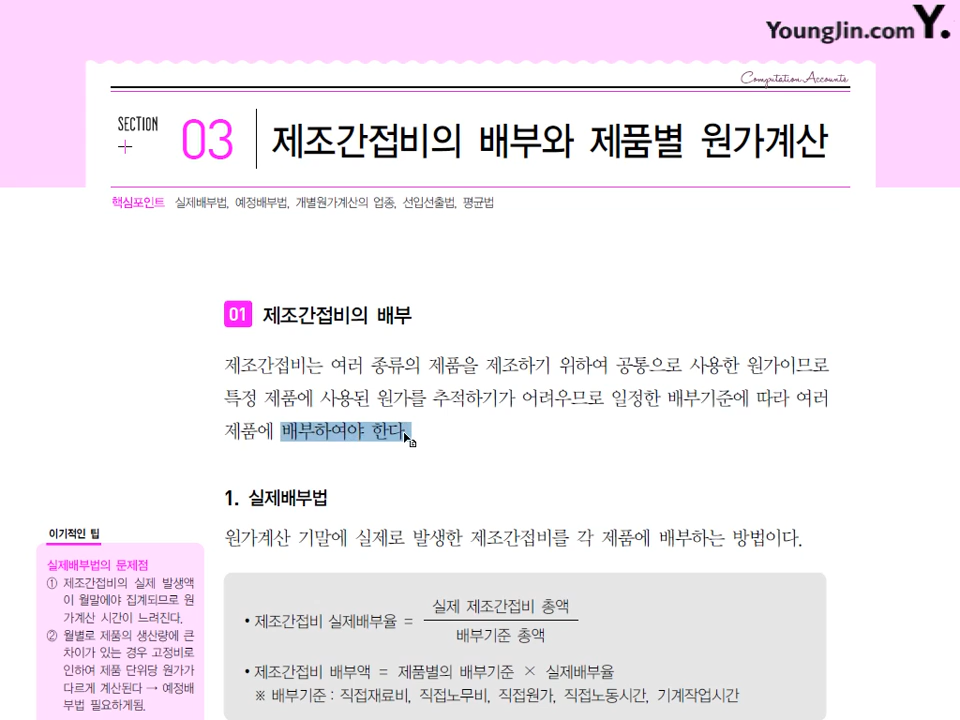 YoungJin.com Y.
Computation Accounts
SECTION
+
03
제조간접비의 배부와 제품별 원가계산
핵심포인트 실제배부법, 예정배부법, 개별원가계산의 업종, 선입선출법, 평균법
01 제조간접비의 배부
제조간접비는 여러 종류의 제품을 제조하기 위하여 공통으로 사용한 원가이므로
특정 제품에 사용된 원가를 추적하기가 어려우므로 일정한 배부기준에 따라 여러
제품에 배부하여야 한다.
1. 실제배부법
원가계산 기말에 실제로 발생한 제조간접비를 각 제품에 배부하는 방법이다.
이기적인 팁
실제배부법의 문제점
① 제조간접비의 실제 발생액
이 월말에야 집계되므로 원
가계산 시간이 느려진다.
② 월별로 제품의 생산량에 큰
차이가 있는 경우 고정비로
인하여 제품 단위당 원가가
다르게 계산된다 → 예정배
부법 필요하게됨.
• 제조간접비 실제배부율 = 실제 제조간접비 총액
배부기준 총액
• 제조간접비 배부액 = 제품별의 배부기준 × 실제배부율
※ 배부기준 : 직접재료비, 직접노무비, 직접원가, 직접노동시간, 기계작업시간